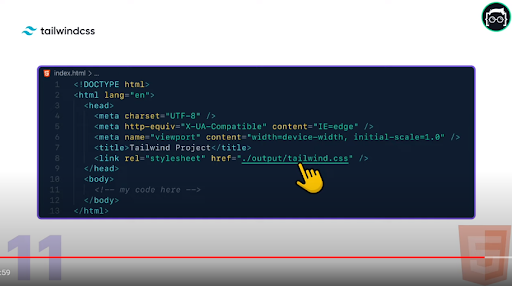 tailwindcss
index.html > ...
1 <!DOCTYPE html>
2 <html lang="en">
3 <head>
4 <meta charset="UTF-8" />
5 <meta http-equiv="X-UA-Compatible" content="IE=edge" />
6 <meta name="viewport" content="width=device-width, initial-scale=1.0" />
7 <title>Tailwind Project</title>
8 <link rel="stylesheet" href="./output/tailwind.css" />
9 </head>
10 <body>
11 <!-- my code here -->
12 </body>
13 </html>
11
:59
5